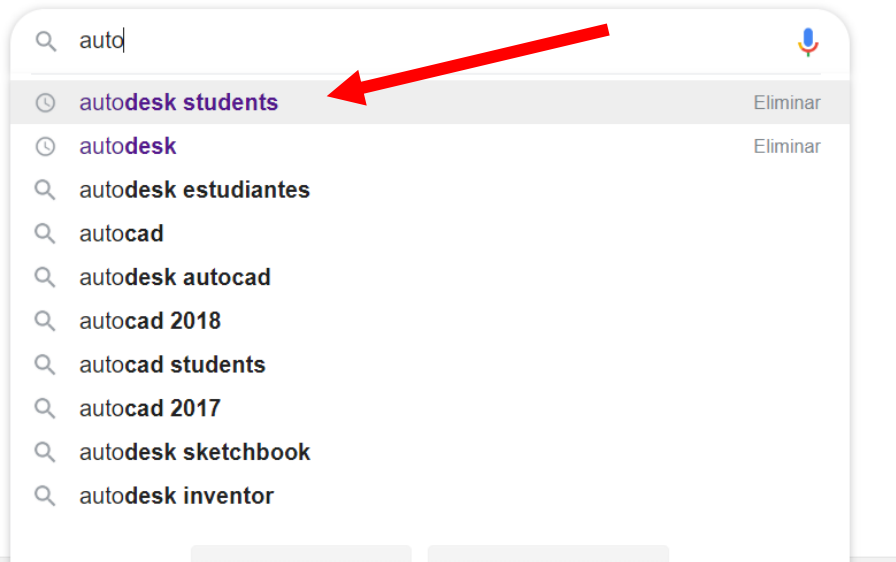 auto
autodesk students Eliminar
autodesk Eliminar
autodesk estudiantes
autocad
autodesk autocad
autocad 2018
autocad students
autocad 2017
autodesk sketchbook
autodesk inventor